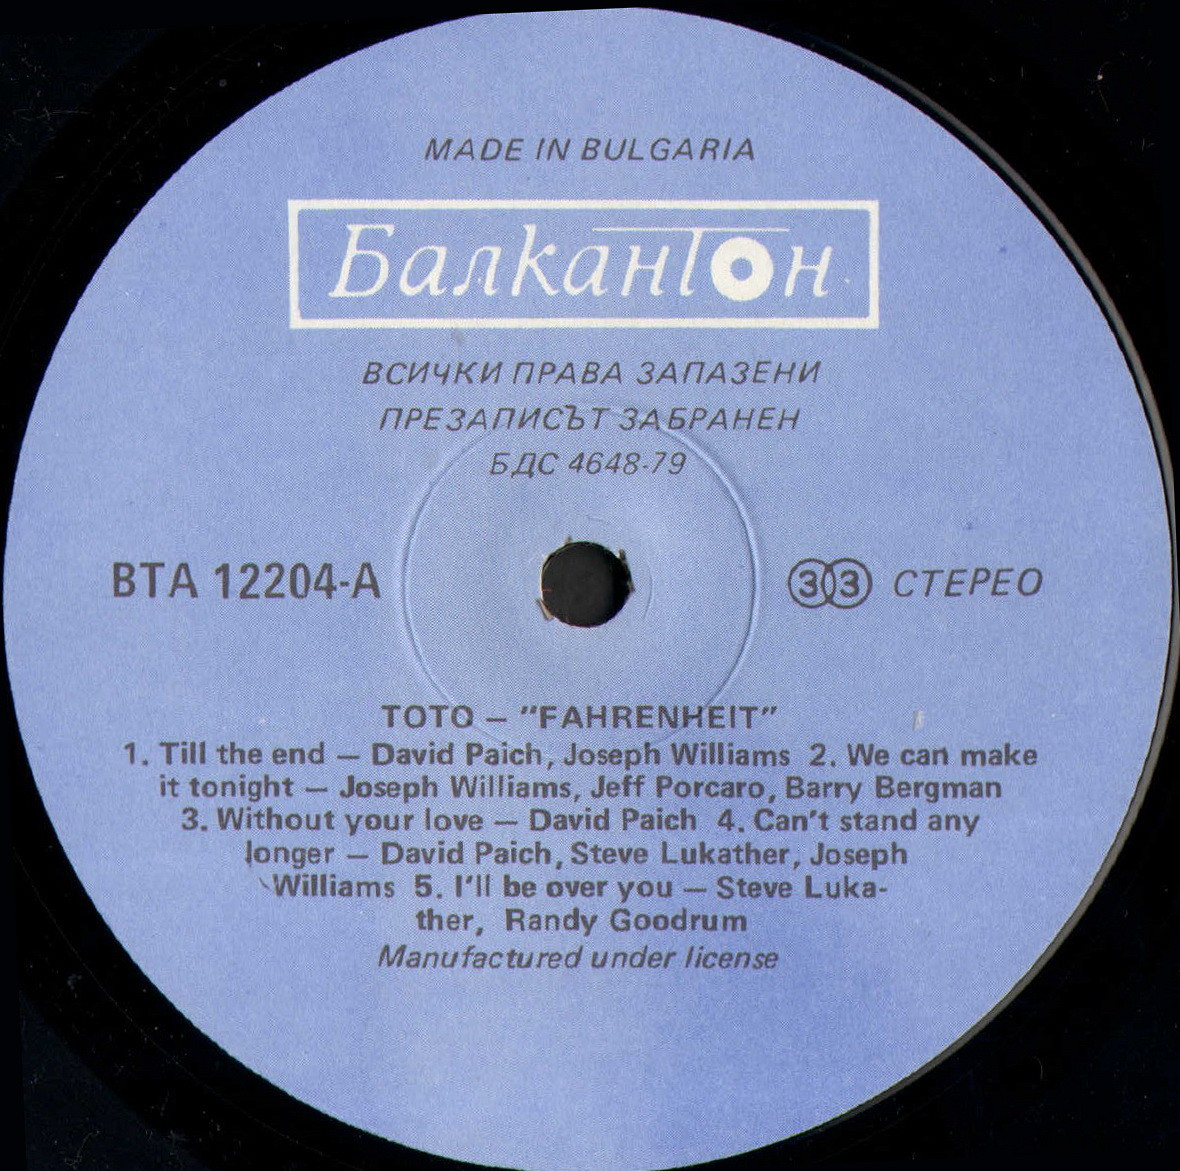 MADE IN BULGARIA
Балкантон
ВСИЧКИ ПРАВА ЗАПАЗЕНИ
ПРЕЗАПИСЪТ ЗАБРАНЕН
БДС 4648-79
ВТА 12204-А
33 СТЕРЕО
TOTO — "FAHRENHEIT"
1. Till the end — David Paich, Joseph Williams 2. We can make
it tonight — Joseph Williams, Jeff Porcaro, Barry Bergman
3. Without your love — David Paich 4. Can't stand any
longer — David Paich, Steve Lukather, Joseph
Williams 5. I'll be over you — Steve Luka-
ther, Randy Goodrum
Manufactured under license